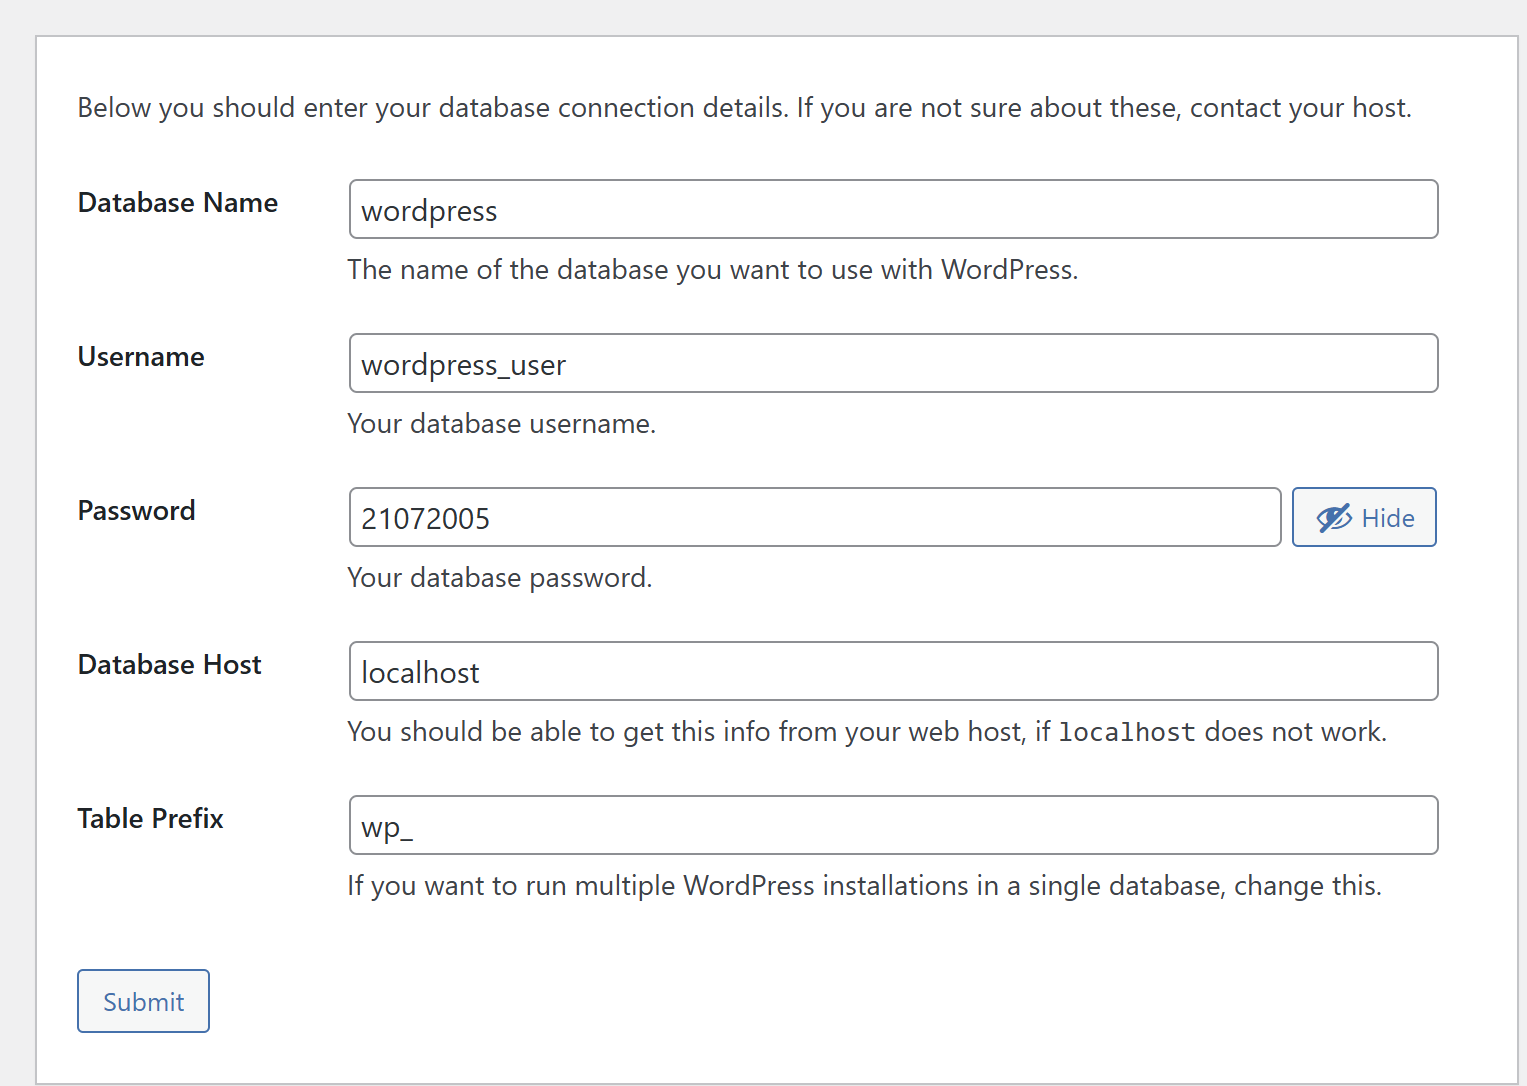 Below you should enter your database connection details. If you are not sure about these, contact your host.
Database Name
wordpress
The name of the database you want to use with WordPress.
Username
wordpress_user
Your database username.
Password
21072005
Hide
Your database password.
Database Host
localhost
You should be able to get this info from your web host, if localhost does not work.
Table Prefix
wp_
If you want to run multiple WordPress installations in a single database, change this.
Submit